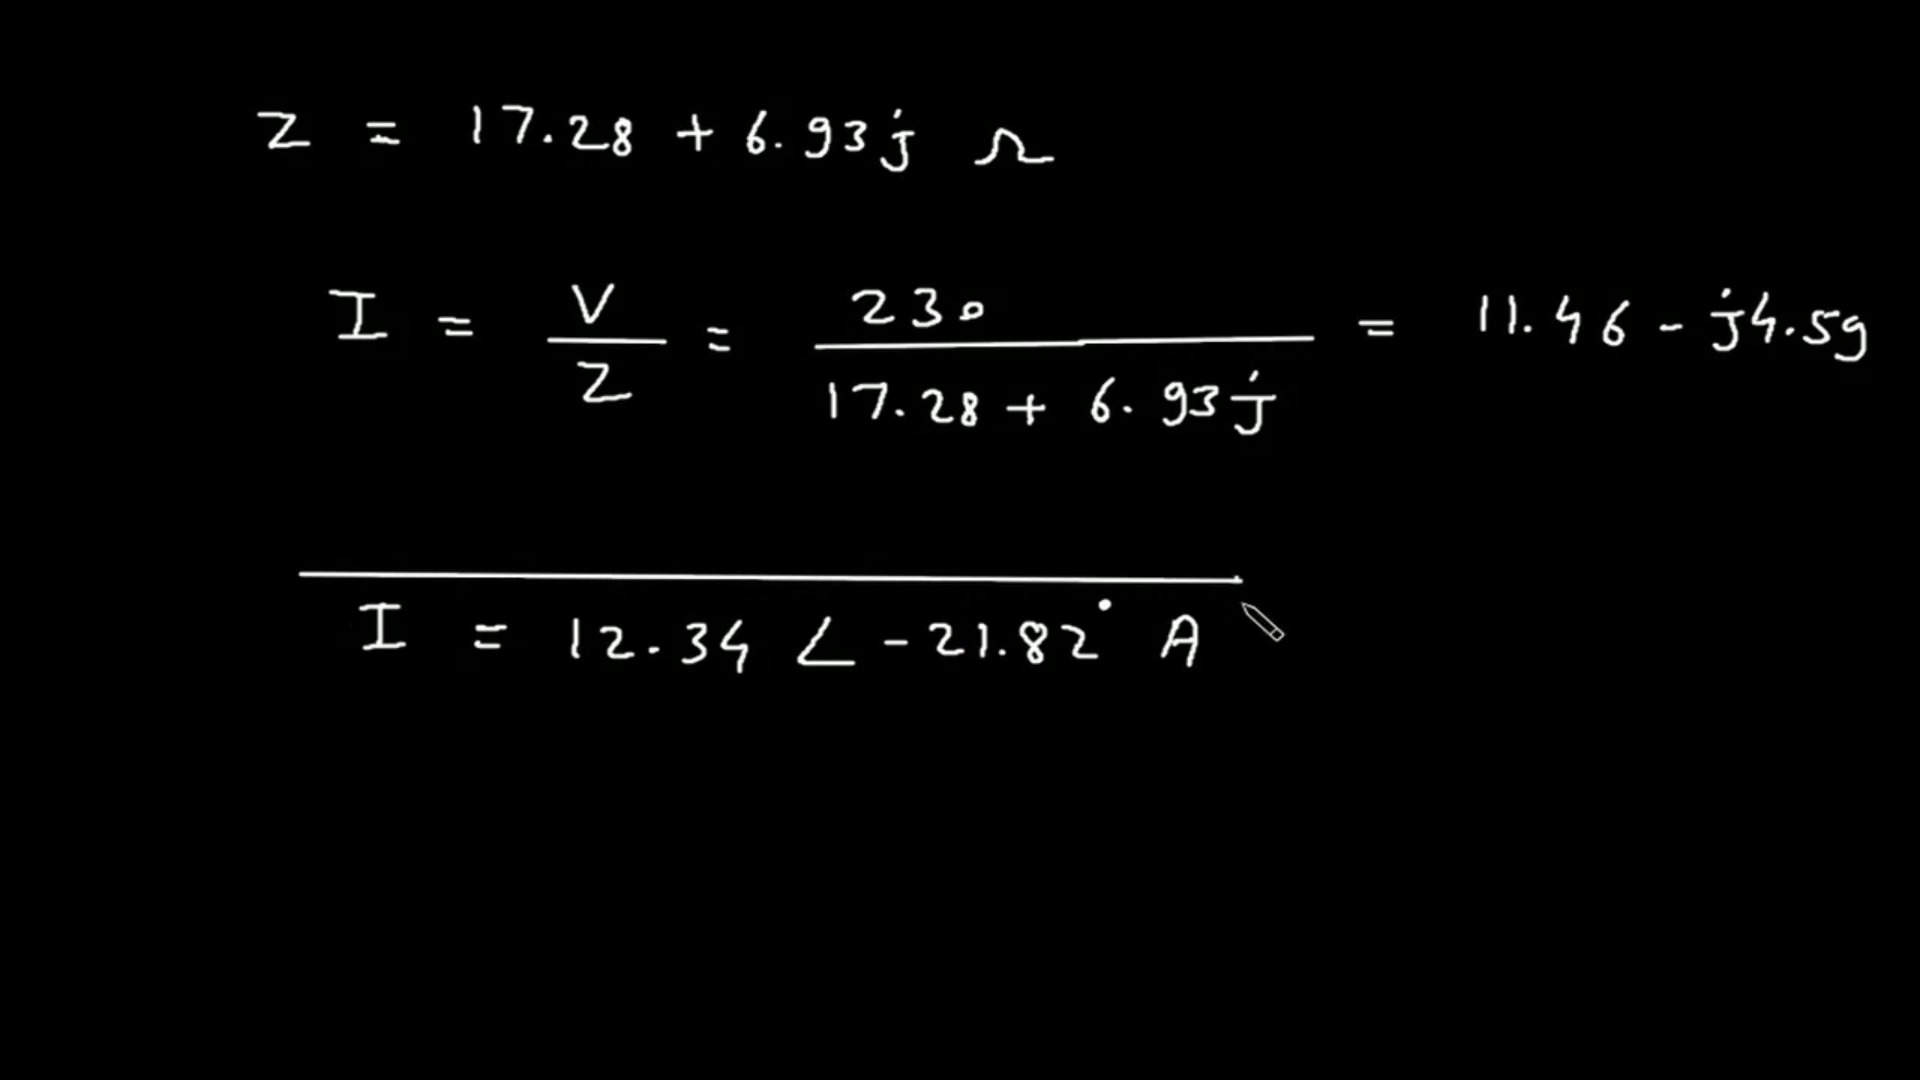 Z = 17.28 + 6.93j Ω
I = V/Z = 230/(17.28 + 6.93j) = 11.46 - j4.59
I = 12.34 ∠ -21.82° A